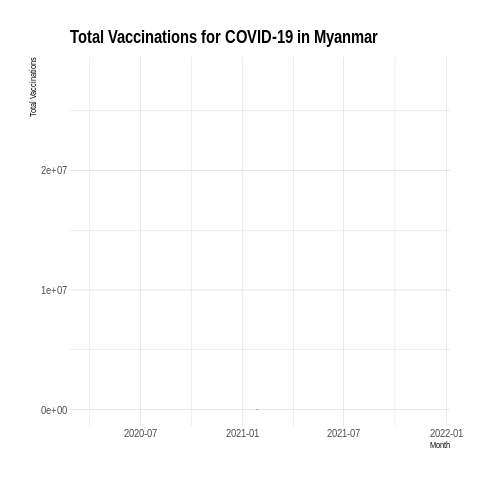 Total Vaccinations for COVID-19 in Myanmar
Total Vaccinations
2e+07
1e+07
0e+00
2020-07 2021-01 2021-07 2022-01
Month